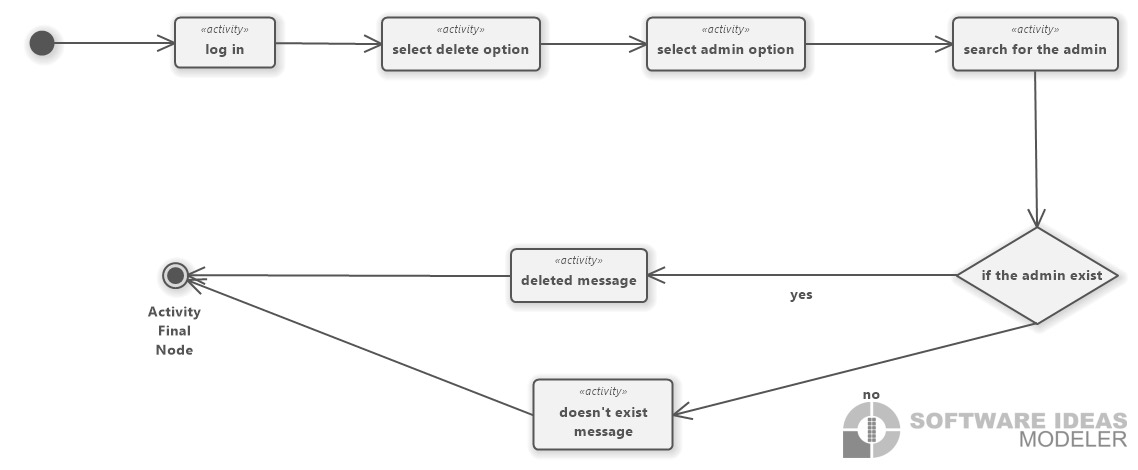 «activity»
log in
«activity»
select delete option
«activity»
select admin option
«activity»
search for the admin
if the admin exist
yes
«activity»
deleted message
Activity
Final
Node
no
«activity»
doesn't exist
message
SOFTWARE IDEAS
MODELER